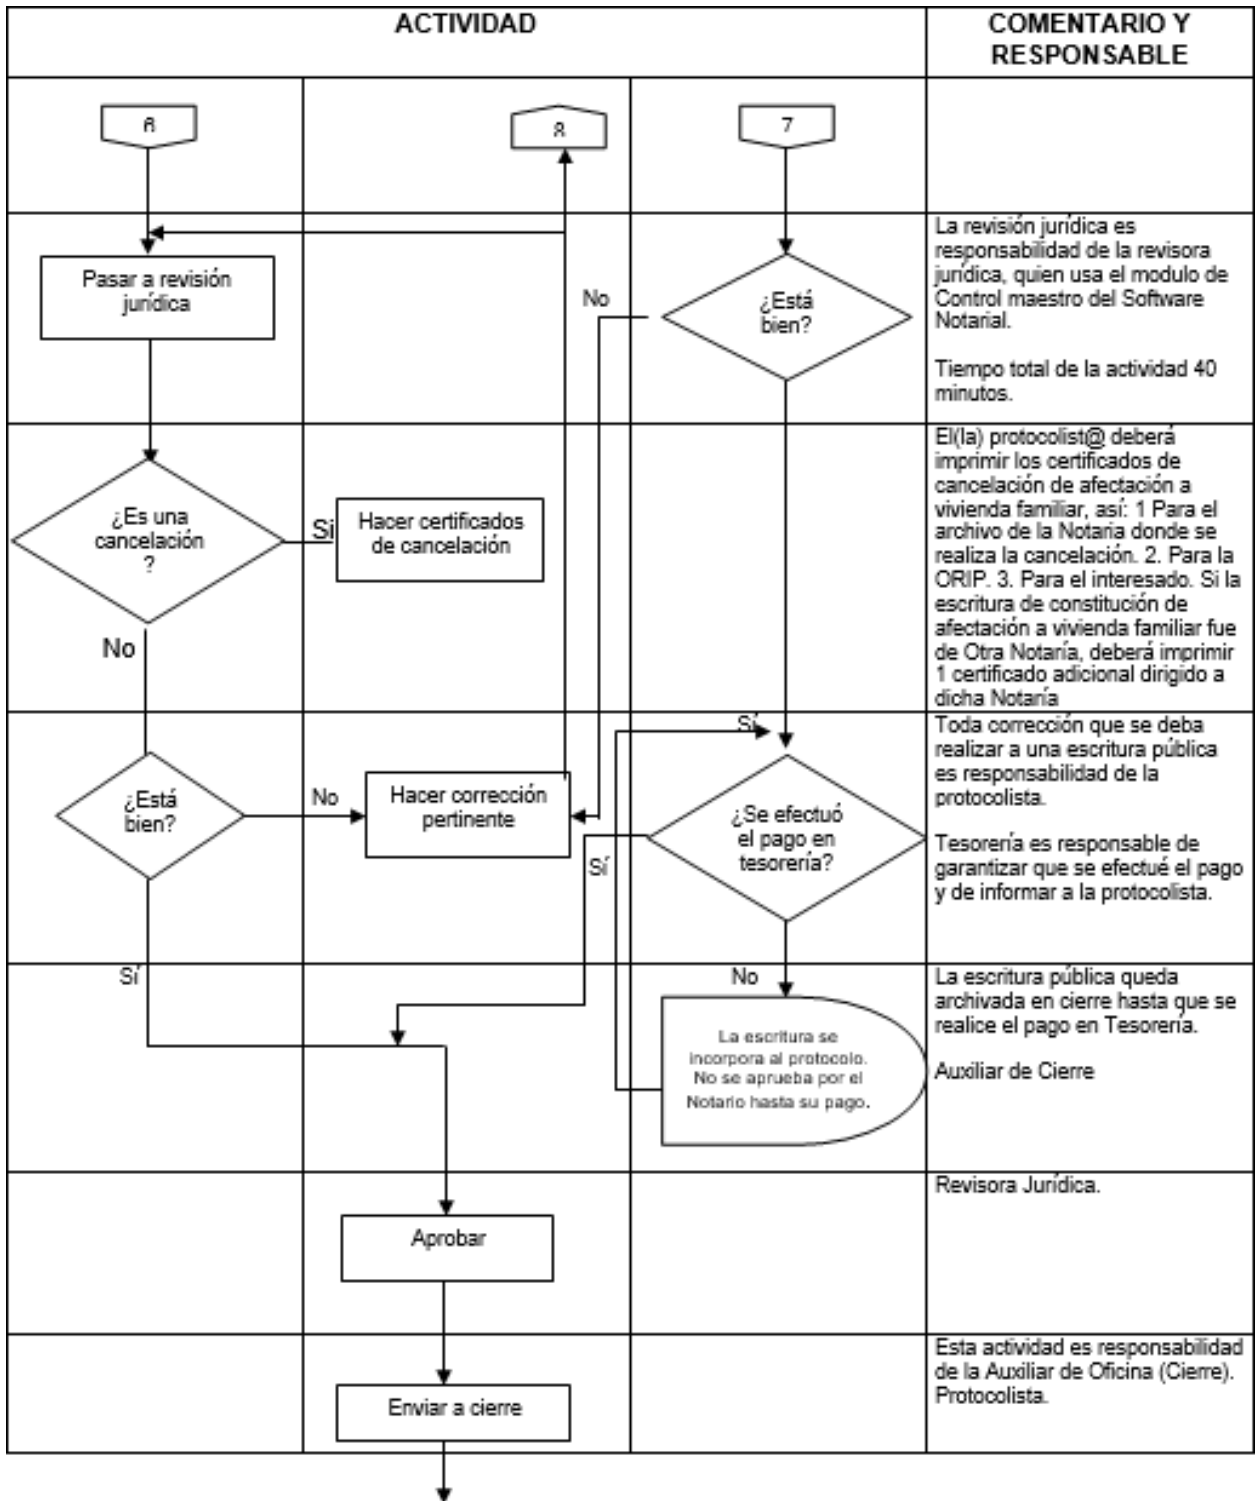 ACTIVIDAD
COMENTARIO Y
RESPONSABLE
6
8
7
Pasar a revisión
jurídica
No
¿Está
bien?
La revisión jurídica es
responsabilidad de la revisora
jurídica, quien usa el modulo de
Control maestro del Software
Notarial.
Tiempo total de la actividad 40
minutos.
¿Es una
cancelación
?
Si
Hacer certificados
de cancelación
No
El(la) protocolist@ deberá
imprimir los certificados de
cancelación de afectación a
vivienda familiar, así: 1 Para el
archivo de la Notaria donde se
realiza la cancelación. 2. Para la
ORIP. 3. Para el interesado. Si la
escritura de constitución de
afectación a vivienda familiar fue
de Otra Notaría, deberá imprimir
1 certificado adicional dirigido a
dicha Notaría
¿Está
bien?
No
Hacer corrección
pertinente
Sí
Sí
¿Se efectuó
el pago en
tesorería?
Toda corrección que se deba
realizar a una escritura pública
es responsabilidad de la
protocolista.
Tesorería es responsable de
garantizar que se efectué el pago
y de informar a la protocolista.
Sí
No
La escritura se
incorpora al protocolo.
No se aprueba por el
Notario hasta su pago.
La escritura pública queda
archivada en cierre hasta que se
realice el pago en Tesorería.
Auxiliar de Cierre
Aprobar
Revisora Jurídica.
Enviar a cierre
Esta actividad es responsabilidad
de la Auxiliar de Oficina (Cierre).
Protocolista.